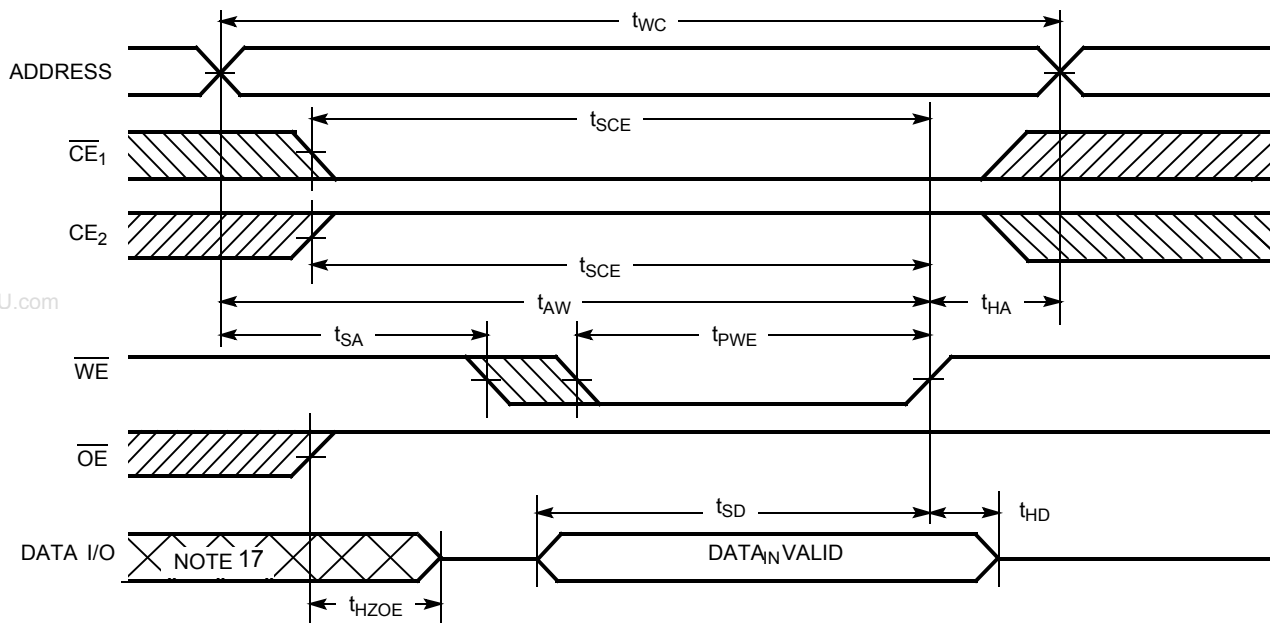 tWC
ADDRESS
tSCE
CE1
CE2
tSCE
U.com
tAW
tHA
tSA
tPWE
WE
OE
tSD
tHD
DATA I/O
NOTE 17
DATAIN VALID
tHZOE